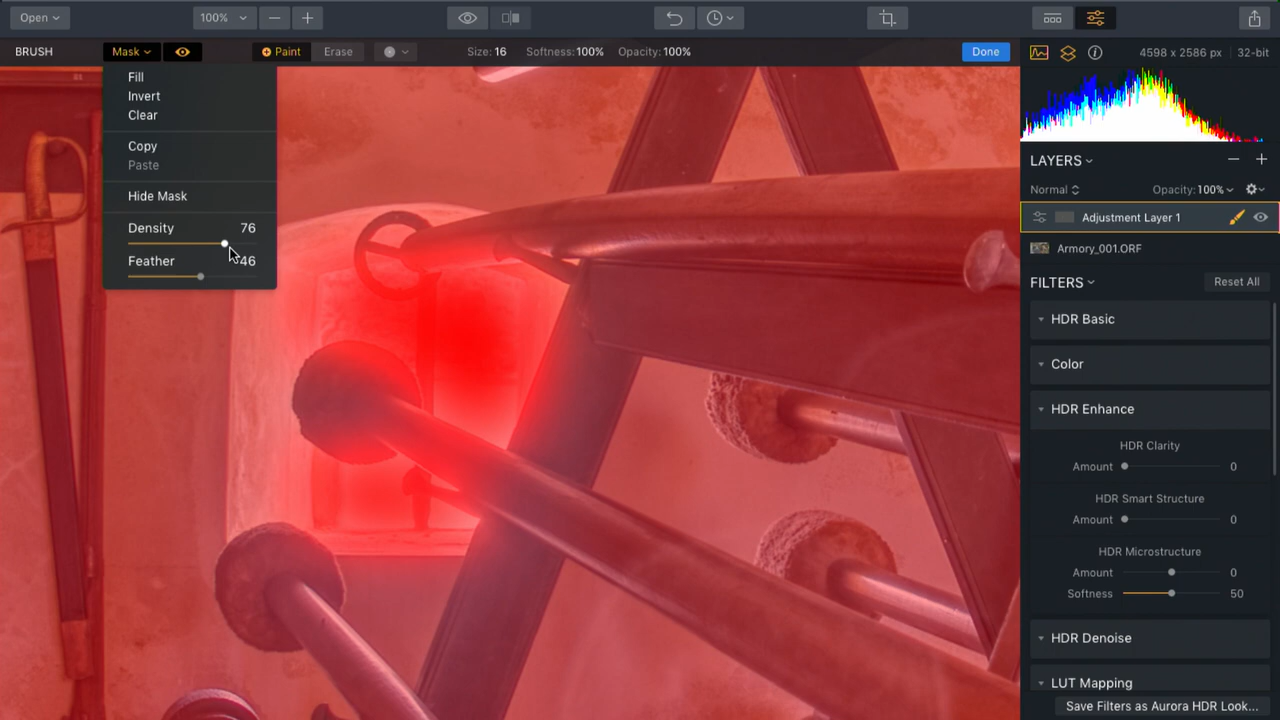 Open
100%
BRUSH
Mask
Paint
Erase
Size: 16
Softness: 100%
Opacity: 100%
Done
Fill
Invert
Clear
Copy
Paste
Hide Mask
Density 76
Feather 46
4598 x 2586 px
32-bit
LAYERS
Normal
Opacity: 100%
Adjustment Layer 1
Armory_001.ORF
FILTERS
Reset All
HDR Basic
Color
HDR Enhance
HDR Clarity
Amount 0
HDR Smart Structure
Amount 0
HDR Microstructure
Amount 0
Softness 50
HDR Denoise
LUT Mapping
Save Filters as Aurora HDR Look...